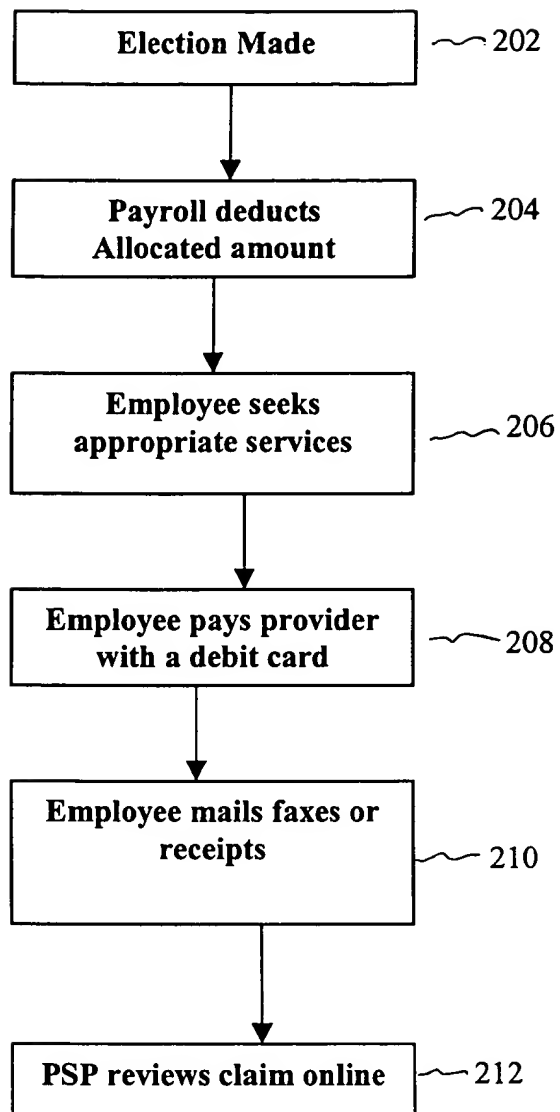 Election Made
202
Payroll deducts
Allocated amount
204
Employee seeks
appropriate services
206
Employee pays provider
with a debit card
208
Employee mails faxes or
receipts
210
PSP reviews claim online
212